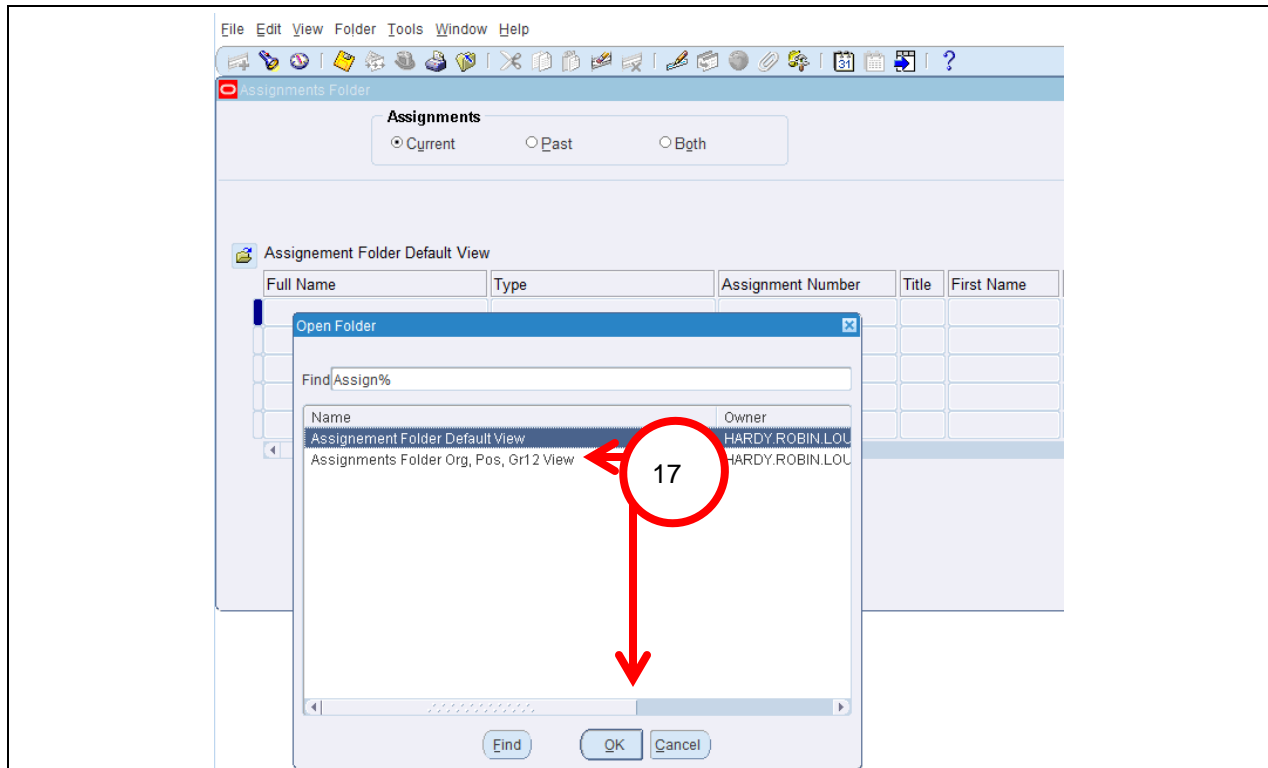 File Edit View Folder Tools Window Help
31 ?
Assignments Folder
Assignments
Current Past Both
Assignement Folder Default View
Full Name Type Assignment Number Title First Name
Open Folder
Find Assign%
Name Owner
Assignement Folder Default View HARDY.ROBIN.LOU
Assignments Folder Org, Pos, Gr12 View HARDY.ROBIN.LOU
17
Find OK Cancel